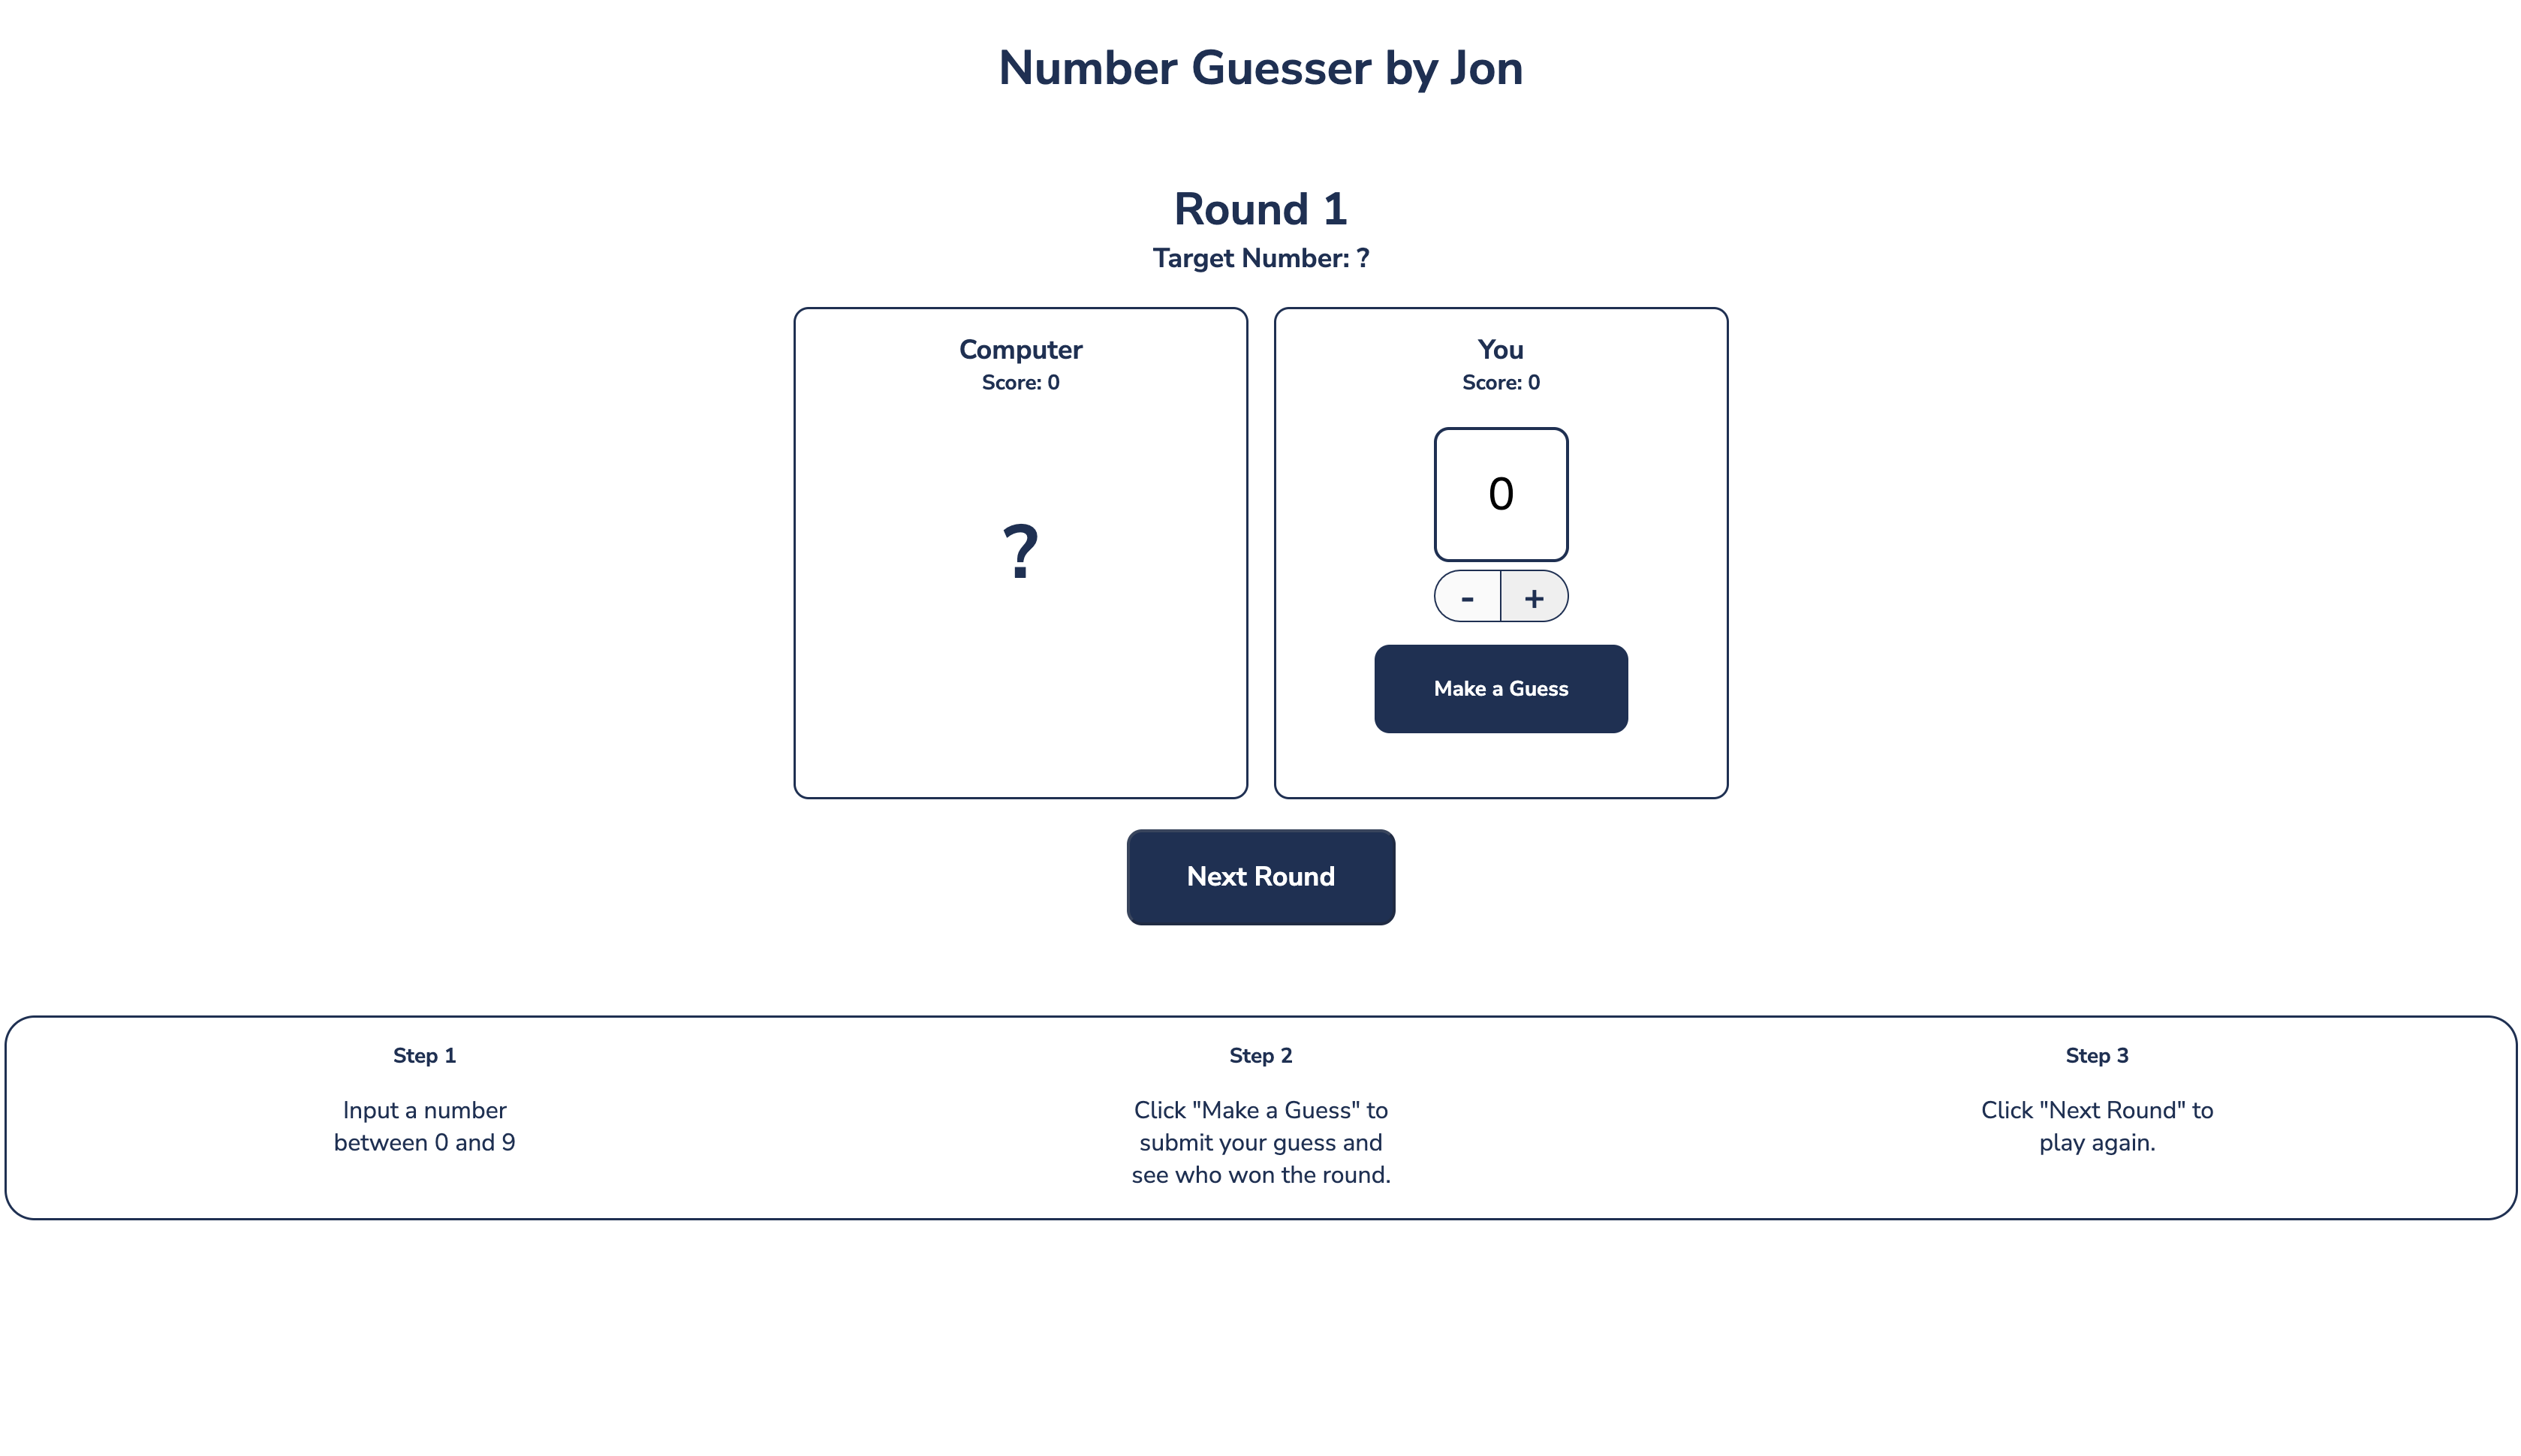 Number Guesser by Jon
Round 1
Target Number: ?
Computer
Score: 0
?
You
Score: 0
0
- +
Make a Guess
Next Round
Step 1
Input a number
between 0 and 9
Step 2
Click "Make a Guess" to
submit your guess and
see who won the round.
Step 3
Click "Next Round" to
play again.